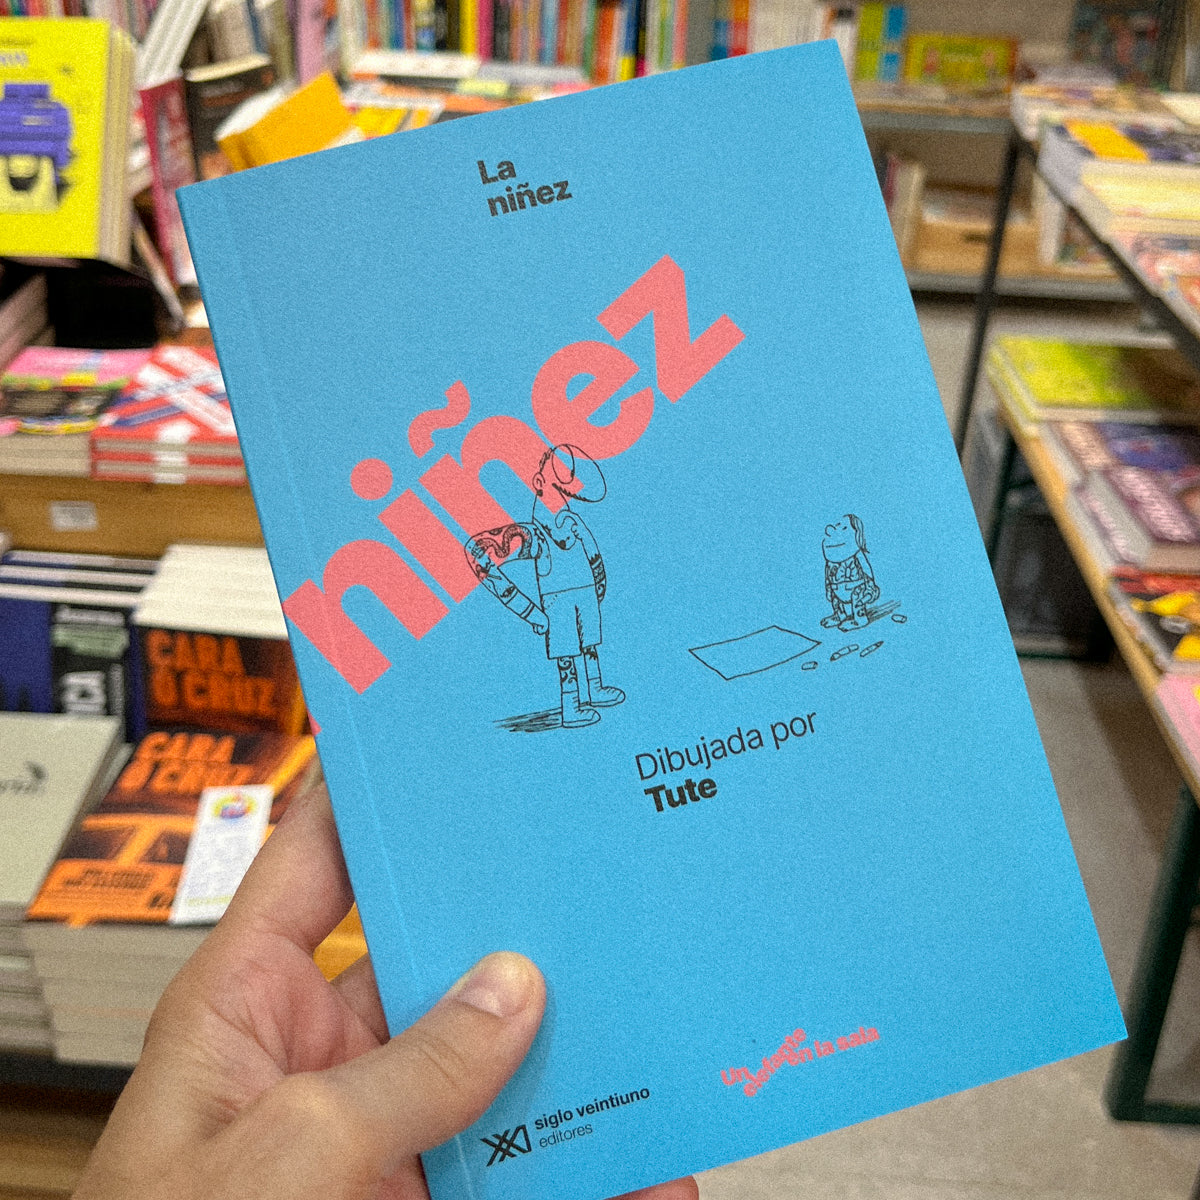 La
niñez
niñez
Dibujada por
Tute
Un elefante en la sala
siglo veintiuno
editores
CARA
O CRUZ
CARA
O CRUZ